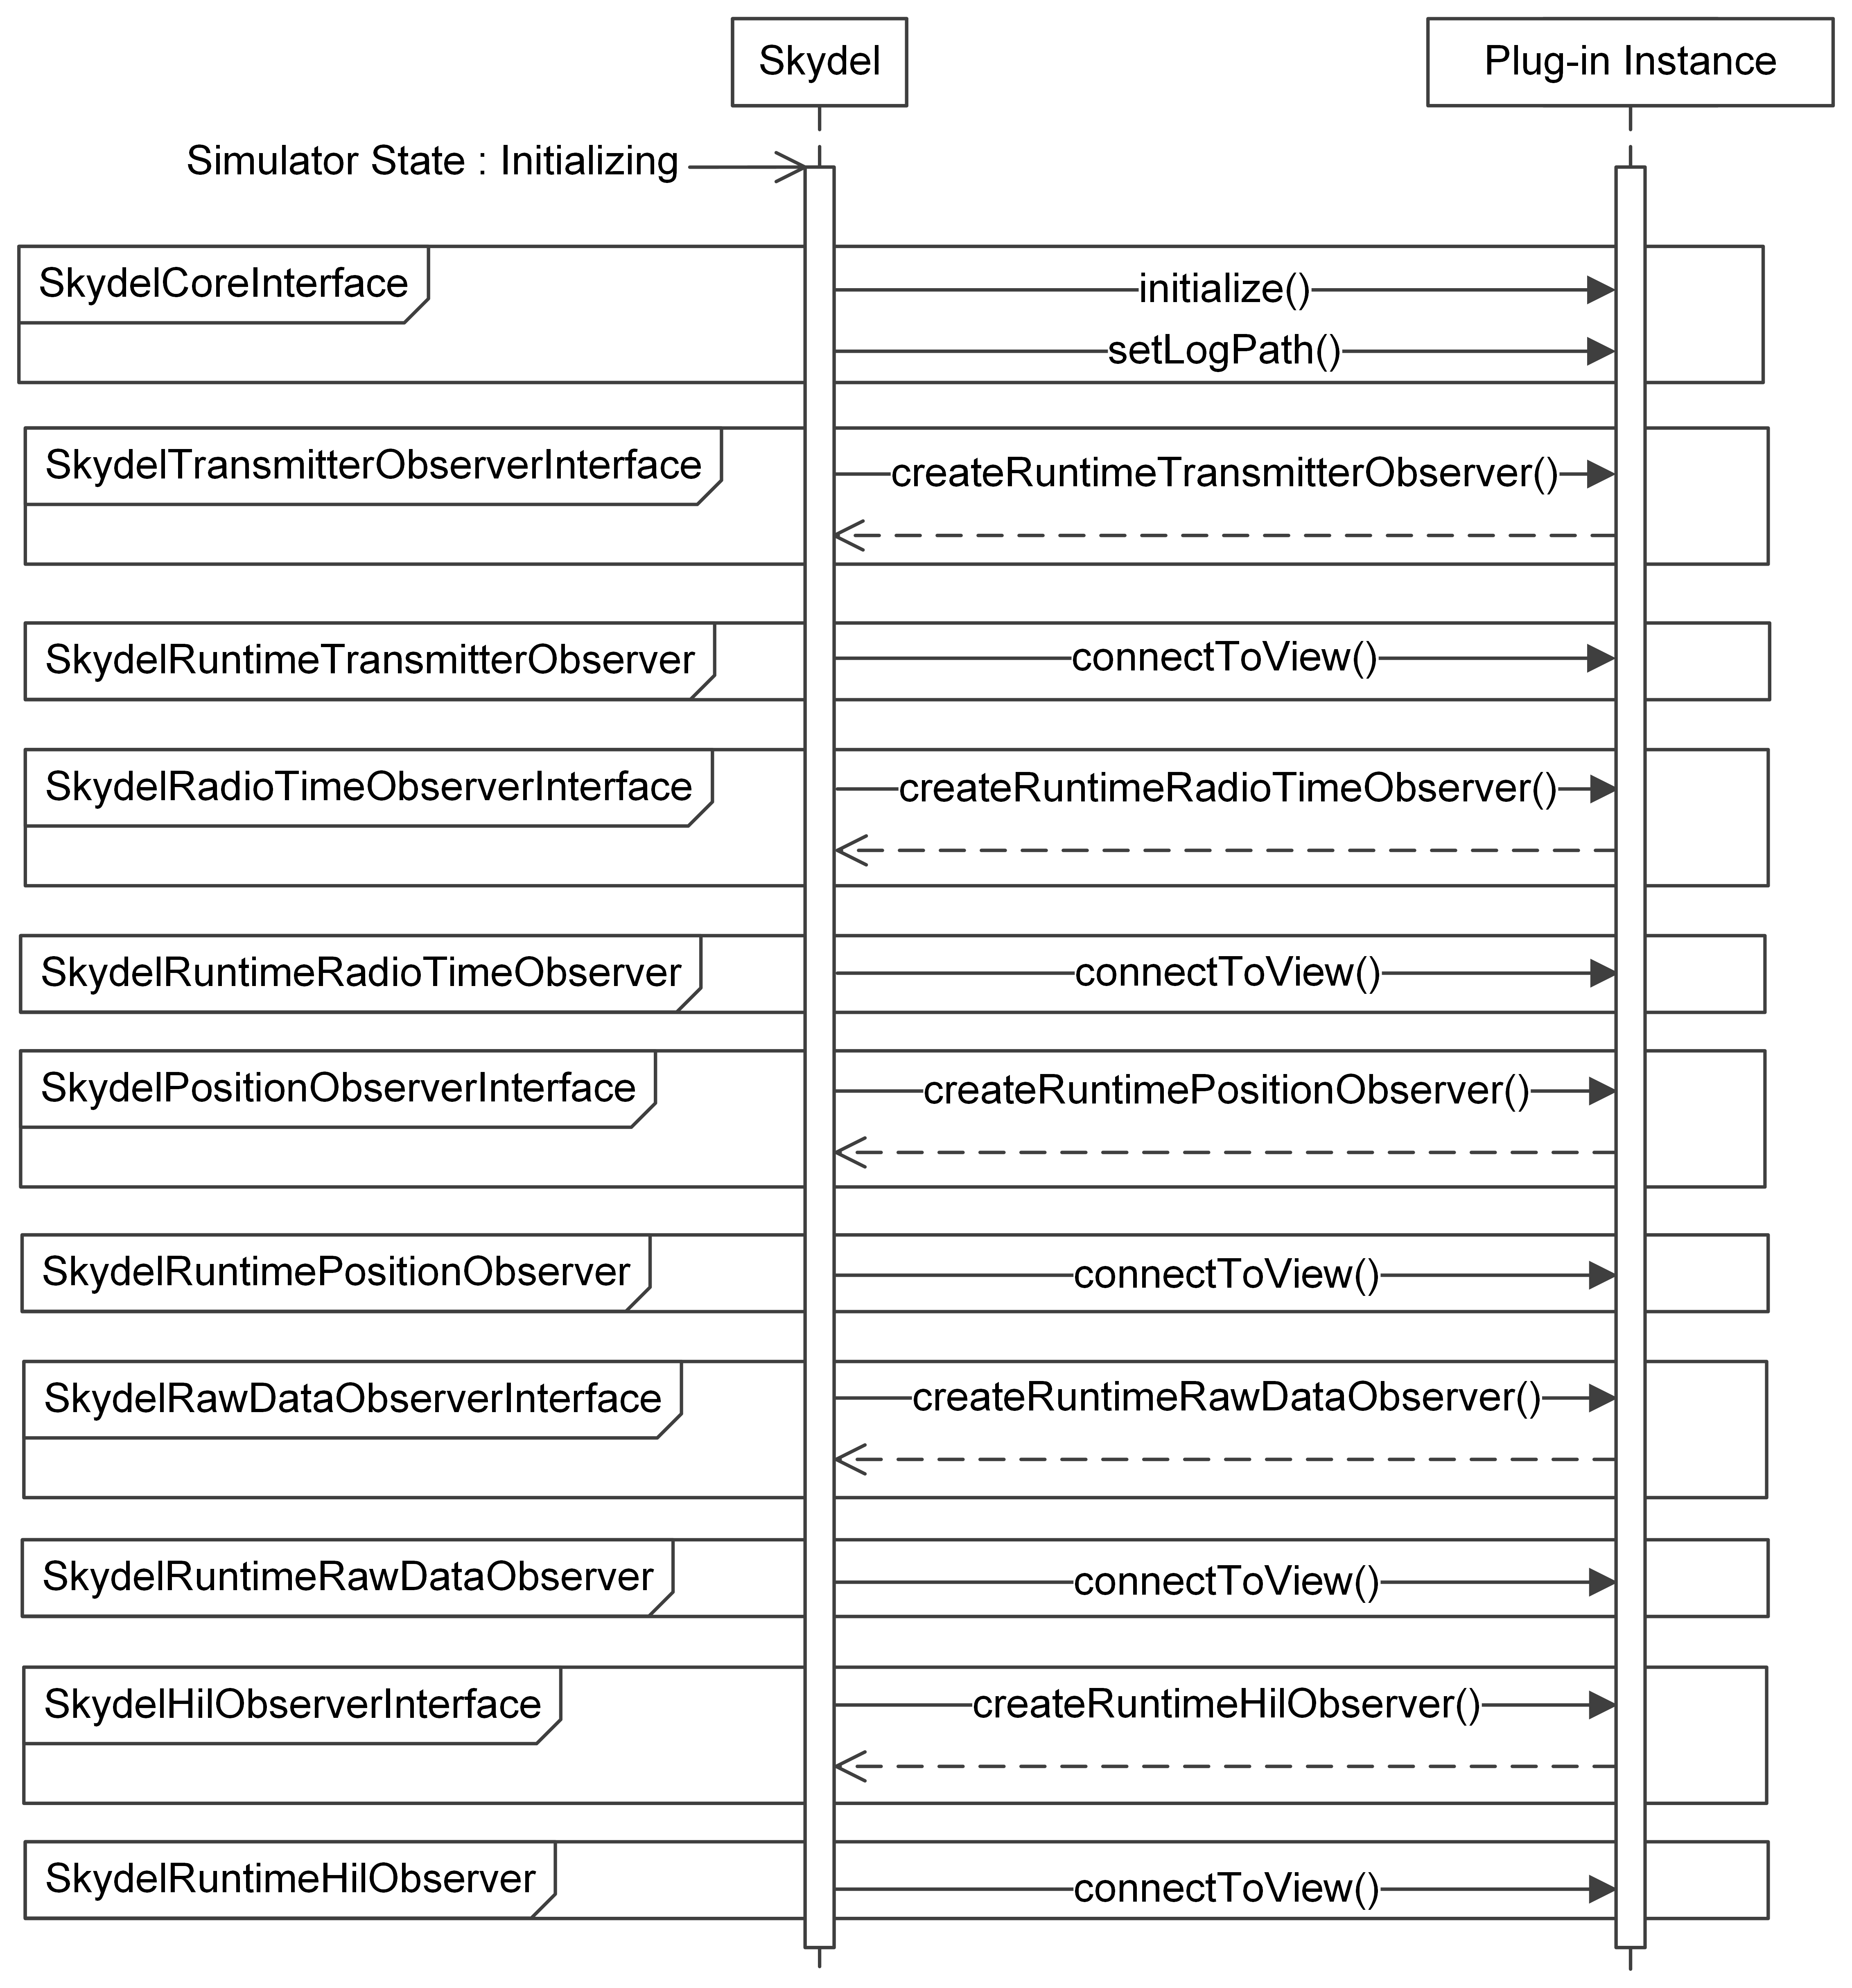 Skydel
Plug-in Instance
Simulator State : Initializing
SkydelCoreInterface
initialize()
setLogPath()
SkydelTransmitterObserverInterface
createRuntimeTransmitterObserver()
SkydelRuntimeTransmitterObserver
connectToView()
SkydelRadioTimeObserverInterface
createRuntimeRadioTimeObserver()
SkydelRuntimeRadioTimeObserver
connectToView()
SkydelPositionObserverInterface
createRuntimePositionObserver()
SkydelRuntimePositionObserver
connectToView()
SkydelRawDataObserverInterface
createRuntimeRawDataObserver()
SkydelRuntimeRawDataObserver
connectToView()
SkydelHilObserverInterface
createRuntimeHilObserver()
SkydelRuntimeHilObserver
connectToView()